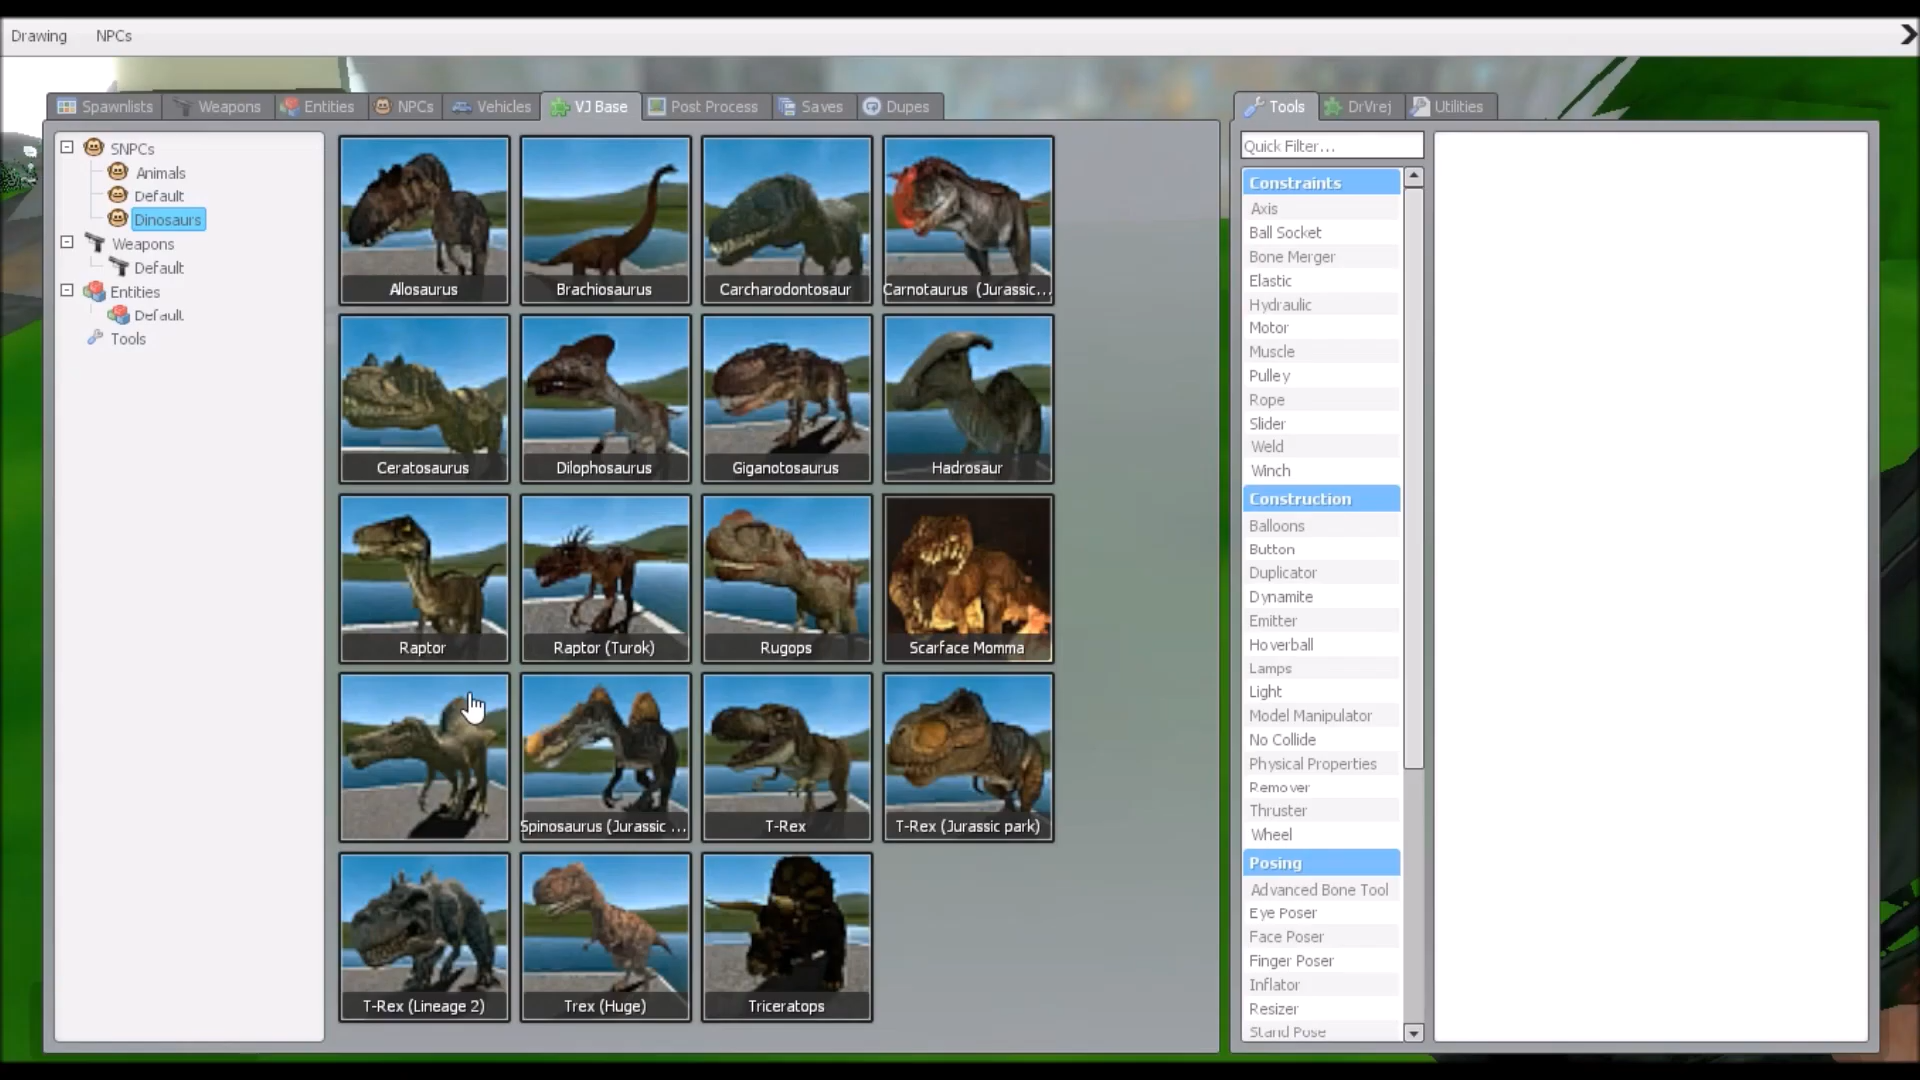 Drawing NPCs
Spawnlists Weapons Entities NPCs Vehicles VJ Base Post Process Saves Dupes
SNPCs
Animals
Default
Dinosaurs
Weapons
Default
Entities
Default
Tools
Allosaurus Brachiosaurus Carcharodontosaur Carnotaurus (Jurassic...
Ceratosaurus Dilophosaurus Giganotosaurus Hadrosaur
Raptor Raptor (Turok) Rugops Scarface Momma
Spinosaurus (Jurassic ... T-Rex T-Rex (Jurassic park)
T-Rex (Lineage 2) Trex (Huge) Triceratops
Tools DrVrej Utilities
Quick Filter...
Constraints
Axis
Ball Socket
Bone Merger
Elastic
Hydraulic
Motor
Muscle
Pulley
Rope
Slider
Weld
Winch
Construction
Balloons
Button
Duplicator
Dynamite
Emitter
Hoverball
Lamps
Light
Model Manipulator
No Collide
Physical Properties
Remover
Thruster
Wheel
Posing
Advanced Bone Tool
Eye Poser
Face Poser
Finger Poser
Inflator
Resizer
Stand Pose